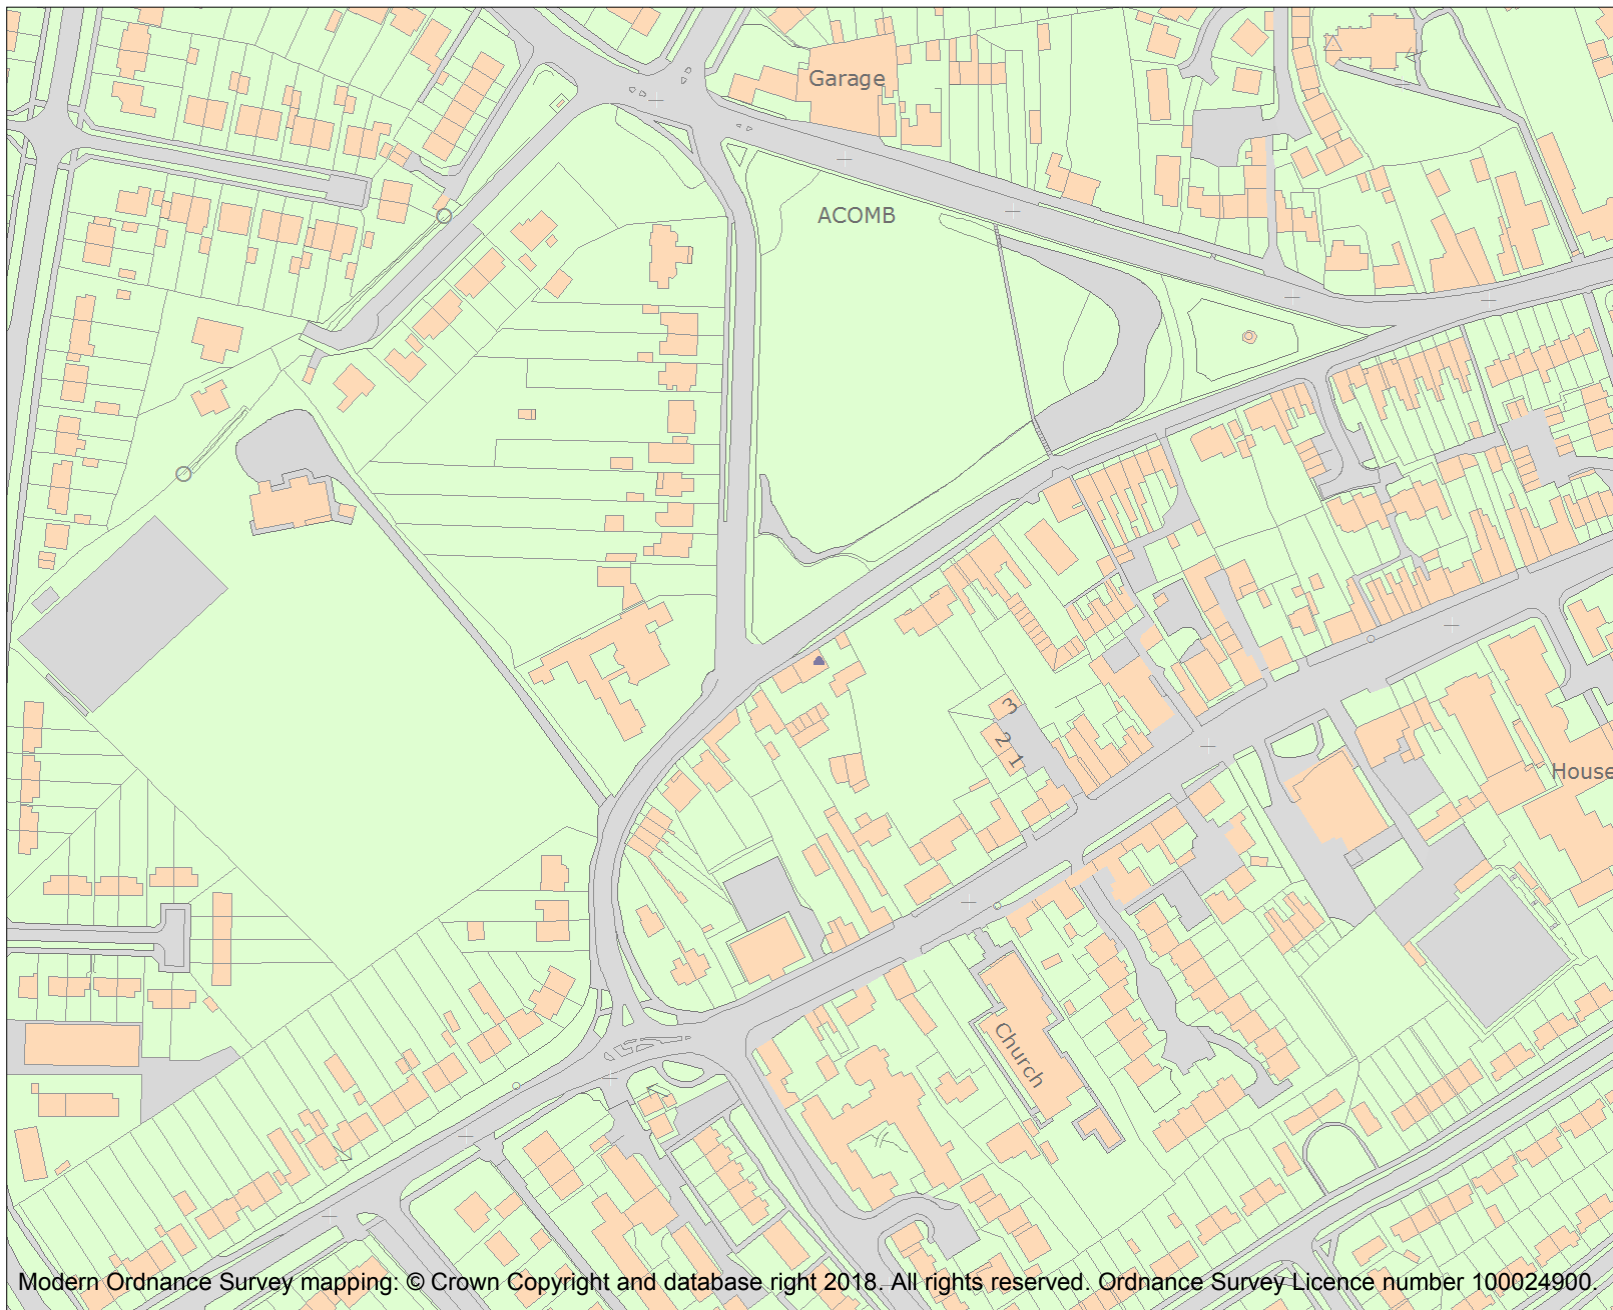 Garage
ACOMB
3
2
1
House
Church
Modern Ordnance Survey mapping: © Crown Copyright and database right 2018. All rights reserved. Ordnance Survey Licence number 100024900.